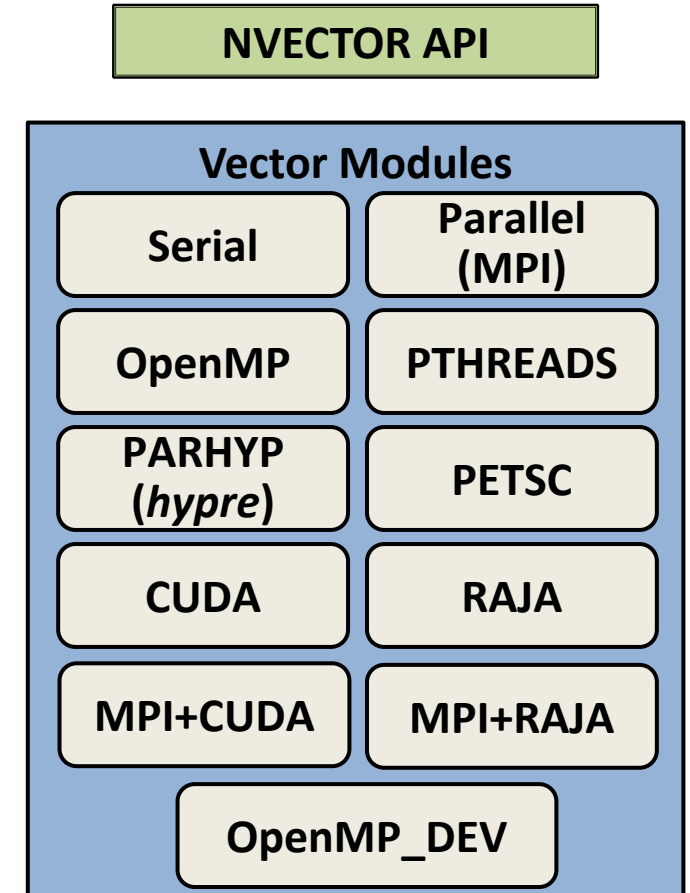 NVECTOR API
Vector Modules
Serial
Parallel
(MPI)
OpenMP
PTHREADS
PARHYP
(hypre)
PETSC
CUDA
RAJA
MPI+CUDA
MPI+RAJA
OpenMP_DEV